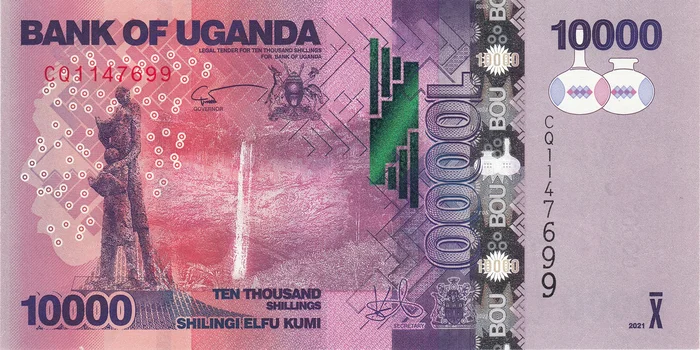 BANK OF UGANDA
LEGAL TENDER FOR TEN THOUSAND SHILLINGS
FOR BANK OF UGANDA
10000
CQ1147699
GOVERNOR
10000
BOU
BOU
BOU
10000
10000
CQ1147699
10000
TEN THOUSAND
SHILLINGS
SHILINGI ELFU KUMI
SECRETARY
2021
X